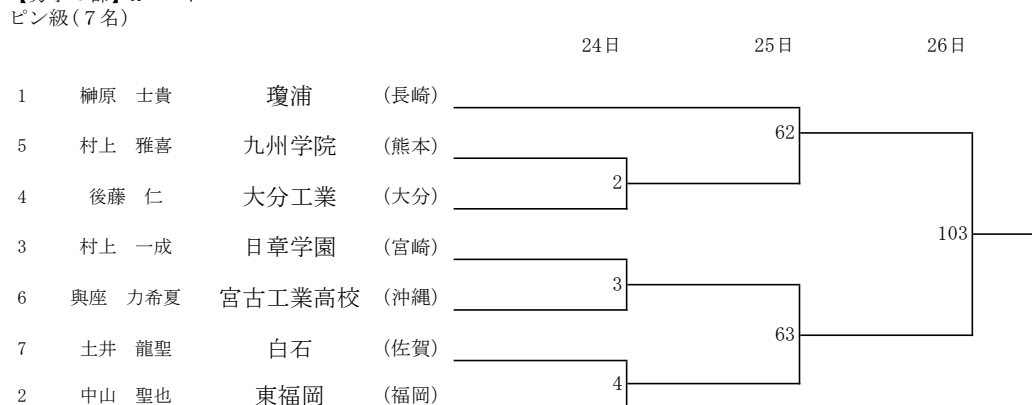 ピン級(７名)
24日 25日 26日
1 榊原 士貴 瓊浦 (長崎)
62
5 村上 雅喜 九州学院 (熊本)
2
4 後藤 仁 大分工業 (大分)
103
3 村上 一成 日章学園 (宮崎)
3
6 與座 力希夏 宮古工業高校 (沖縄)
63
7 土井 龍聖 白石 (佐賀)
4
2 中山 聖也 東福岡 (福岡)